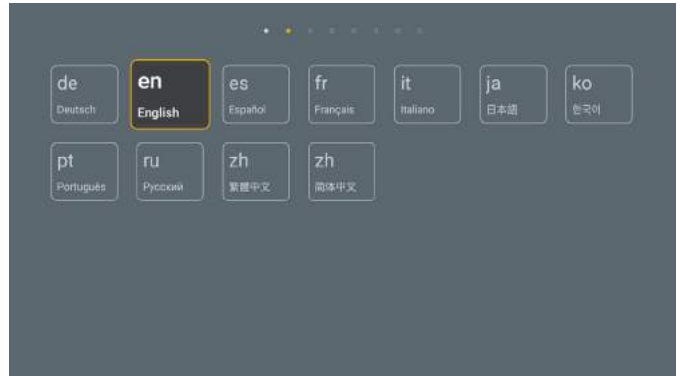 de
Deutsch
en
English
es
Español
fr
Français
it
Italiano
ja
日本語
ko
한국어
pt
Português
ru
Русский
zh
繁體中文
zh
简体中文